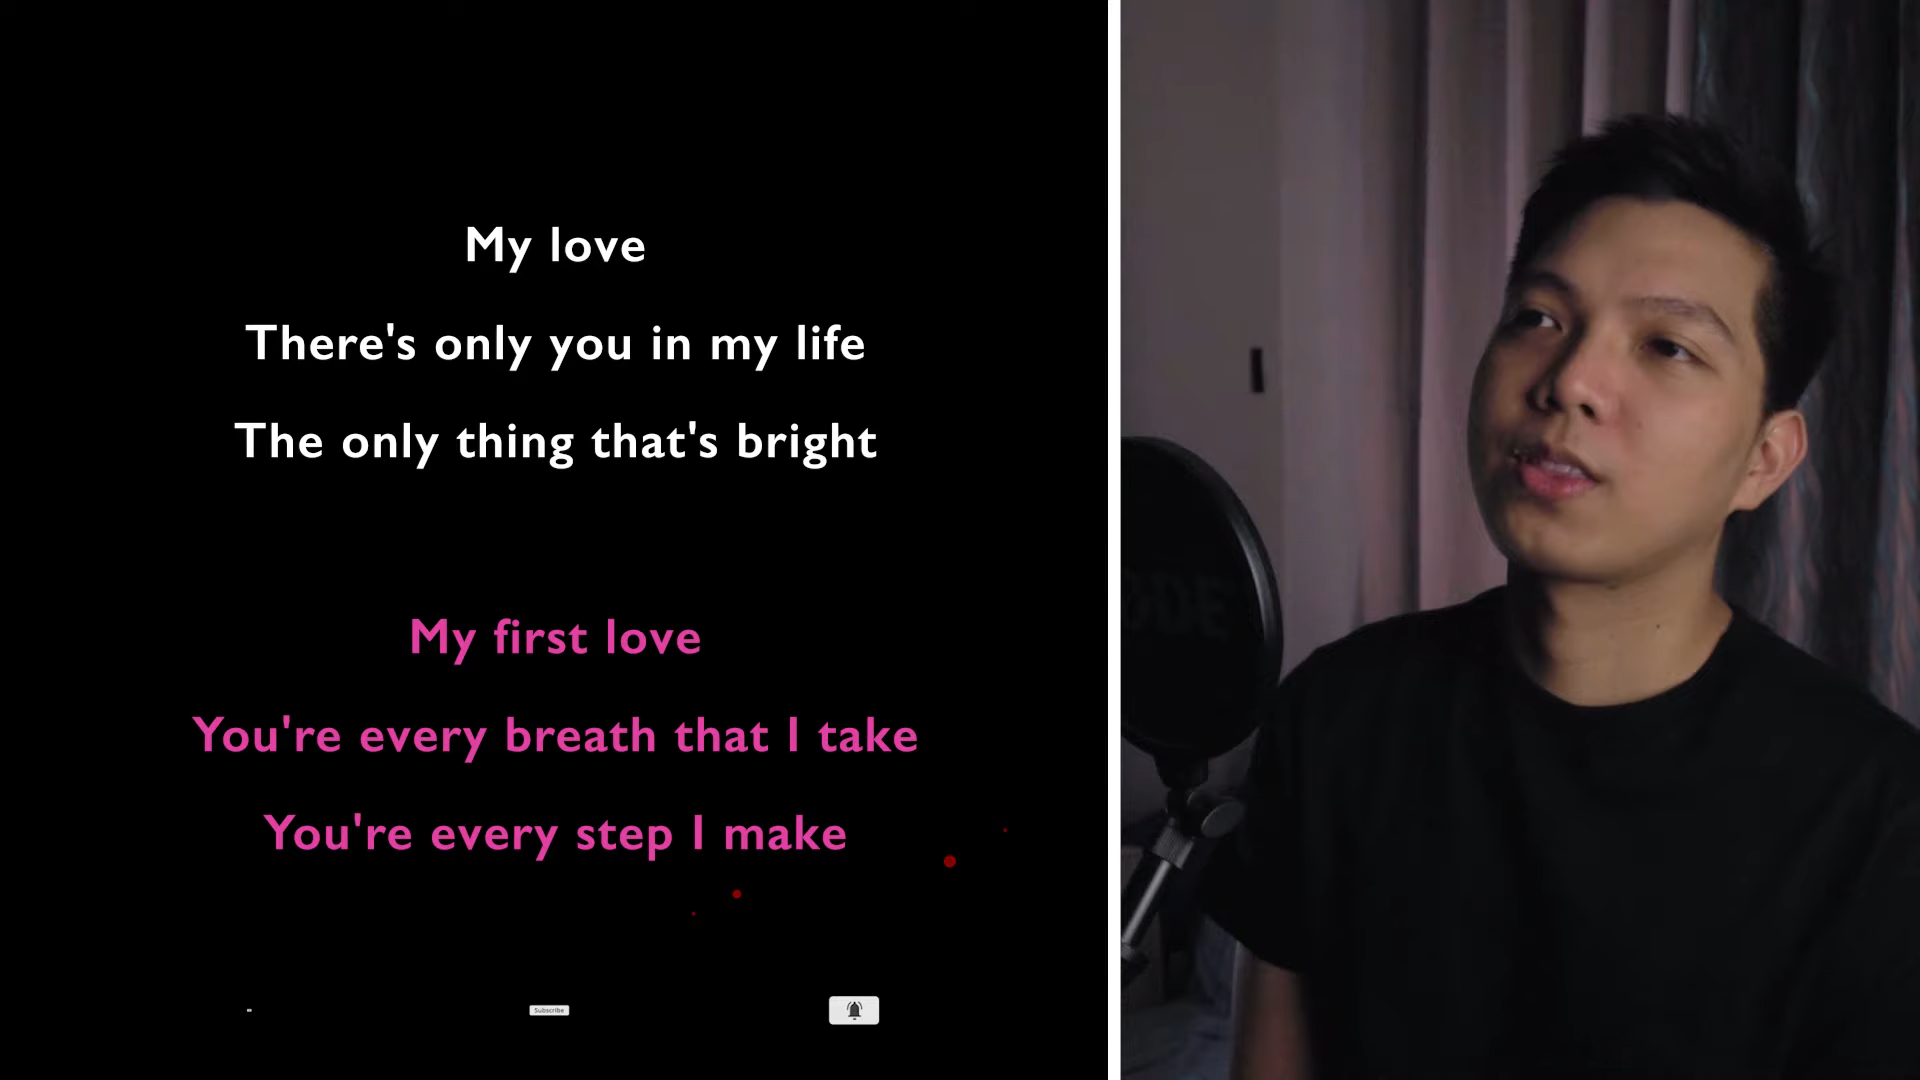 My love
There's only you in my life
The only thing that's bright
My first love
You're every breath that I take
You're every step I make
Subscribe